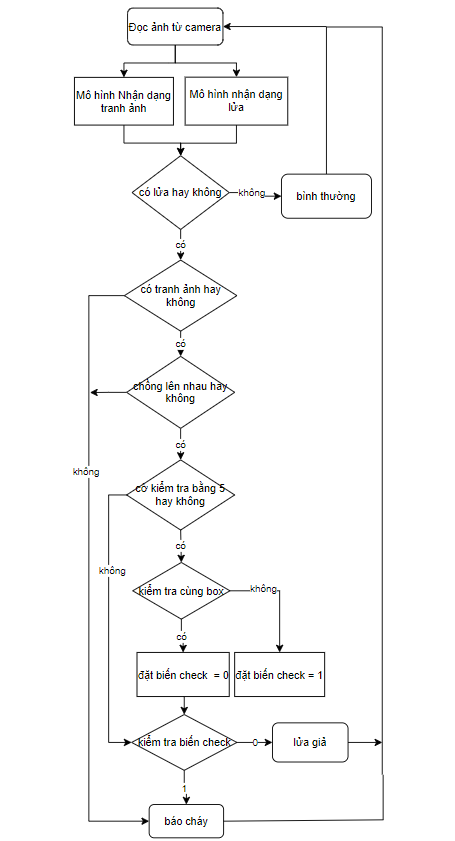 Đọc ảnh từ camera
Mô hình Nhận dạng
tranh ảnh
Mô hình nhận dạng
lửa
có lửa hay không
không
bình thường
có
có tranh ảnh hay
không
có
chồng lên nhau hay
không
không
có
cờ kiểm tra bằng 5
hay không
có
không
kiểm tra cùng box
không
có
đặt biến check = 0
đặt biến check = 1
kiểm tra biến check
0
lửa giả
1
báo cháy